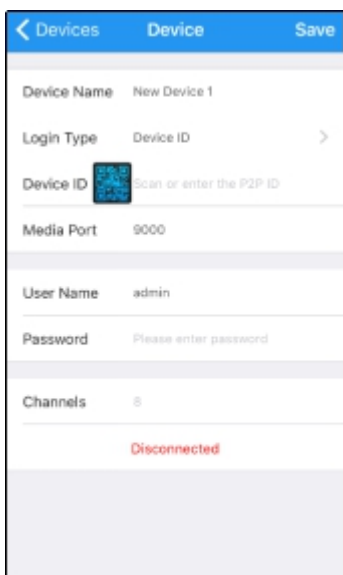 Devices Device Save
Device Name New Device 1
Login Type Device ID
Device ID Scan or enter the P2P ID
Media Port 9000
User Name admin
Password Please enter password
Channels 8
Disconnected